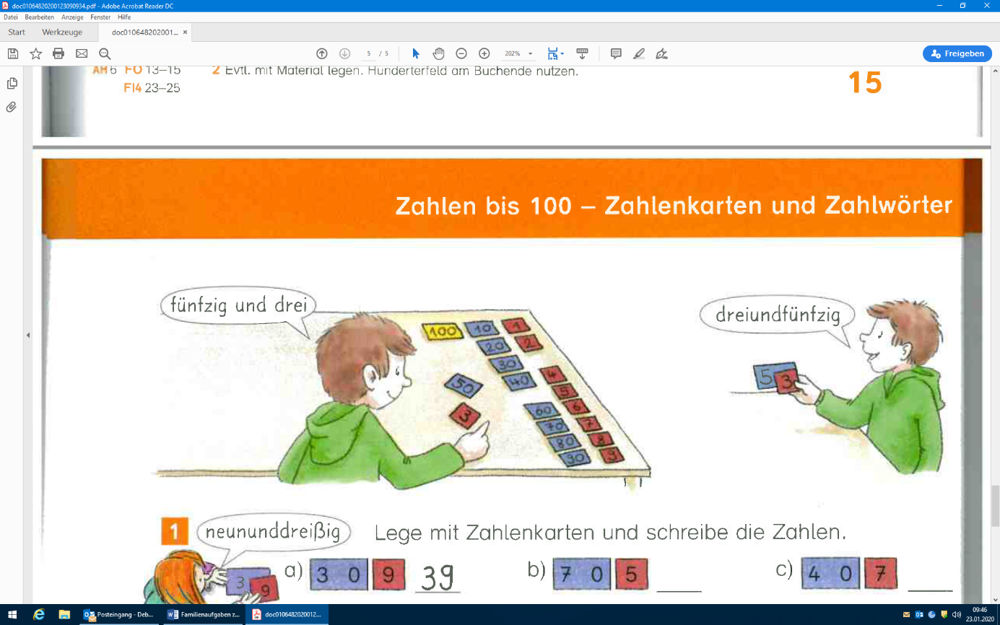 doc01064820200123090934.pdf - Adobe Acrobat Reader DC
Datei Bearbeiten Anzeige Fenster Hilfe
Start Werkzeuge doc010648202001... ×
5 / 5 202% Freigeben
AH 6 FO 13–15 2 Evtl. mit Material legen. Hunderterfeld am Buchende nutzen.
FI4 23–25
15
Zahlen bis 100 – Zahlenkarten und Zahlwörter
fünfzig und drei
dreiundfünfzig
100 10 1
20 2
30
50 40 4
5
3 60 6
70 7
80 8
90 9
5 3
1 neununddreißig Lege mit Zahlenkarten und schreibe die Zahlen.
3 9
a) 3 0 9 39 b) 7 0 5 c) 4 0 7
Posteingang - Deb... Familienaufgaben z... doc0106482020012...
09:46
23.01.2020